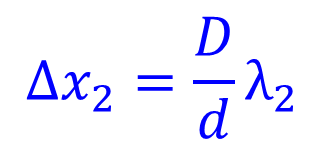 Δx₂ = D/d λ₂